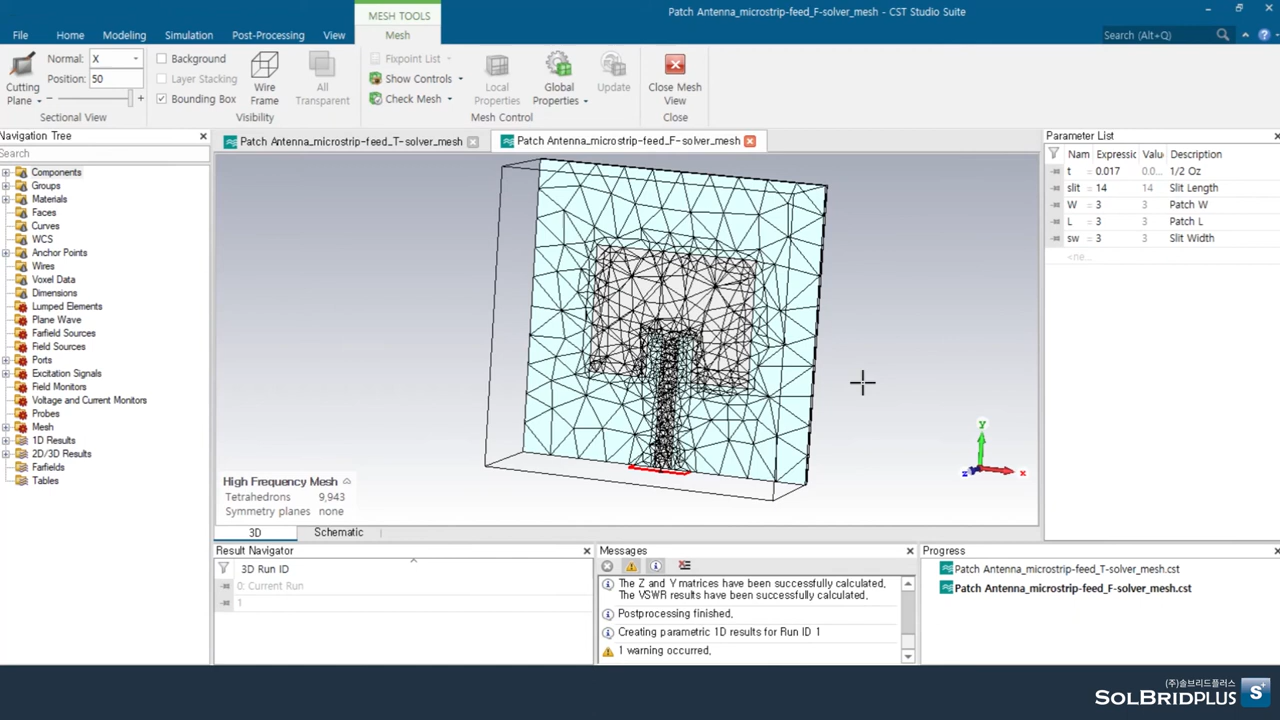 MESH TOOLS
Patch Antenna_microstrip-feed_F-solver_mesh - CST Studio Suite
File Home Modeling Simulation Post-Processing View Mesh
Search (Alt+Q)
Normal: X
Position: 50
Cutting Plane
Sectional View
Background
Layer Stacking
Bounding Box
Wire Frame
All Transparent
Visibility
Fixpoint List
Show Controls
Check Mesh
Local Properties
Global Properties
Update
Mesh Control
Close Mesh View
Close
Navigation Tree
Search
Components
Groups
Materials
Faces
Curves
WCS
Anchor Points
Wires
Voxel Data
Dimensions
Lumped Elements
Plane Wave
Farfield Sources
Field Sources
Ports
Excitation Signals
Field Monitors
Voltage and Current Monitors
Probes
Mesh
1D Results
2D/3D Results
Farfields
Tables
Patch Antenna_microstrip-feed_T-solver_mesh
Patch Antenna_microstrip-feed_F-solver_mesh
High Frequency Mesh
Tetrahedrons 9,943
Symmetry planes none
y
z
x
3D Schematic
Parameter List
Nam Expressic Valu Description
t = 0.017 0.0... 1/2 Oz
slit = 14 14 Slit Length
W = 3 3 Patch W
L = 3 3 Patch L
sw = 3 3 Slit Width
<ne...
Result Navigator
3D Run ID
0: Current Run
1
Messages
The Z and Y matrices have been successfully calculated.
The VSWR results have been successfully calculated.
Postprocessing finished.
Creating parametric 1D results for Run ID 1
1 warning occurred.
Progress
Patch Antenna_microstrip-feed_T-solver_mesh.cst
Patch Antenna_microstrip-feed_F-solver_mesh.cst
(주)솔브리드플러스
SOLBRIDPLUS S+